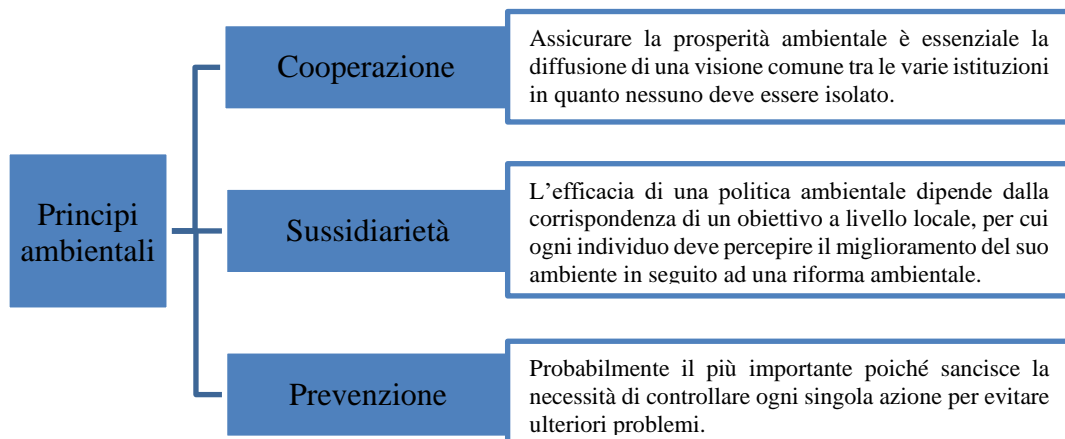 Principi
ambientali
Cooperazione
Assicurare la prosperità ambientale è essenziale la
diffusione di una visione comune tra le varie istituzioni
in quanto nessuno deve essere isolato.
Sussidiarietà
L’efficacia di una politica ambientale dipende dalla
corrispondenza di un obiettivo a livello locale, per cui
ogni individuo deve percepire il miglioramento del suo
ambiente in seguito ad una riforma ambientale.
Prevenzione
Probabilmente il più importante poiché sancisce la
necessità di controllare ogni singola azione per evitare
ulteriori problemi.